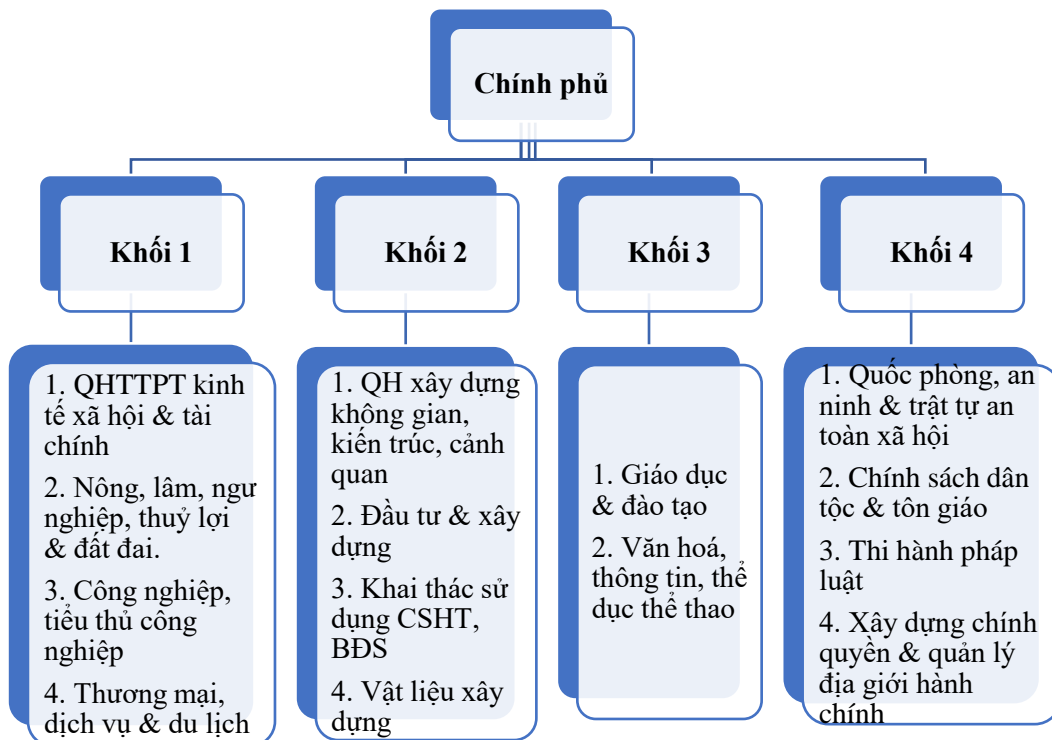 Chính phủ
Khối 1
Khối 2
Khối 3
Khối 4
1. QHTTPT kinh
tế xã hội & tài
chính
2. Nông, lâm, ngư
nghiệp, thuỷ lợi
& đất đai.
3. Công nghiệp,
tiểu thủ công
nghiệp
4. Thương mại,
dịch vụ & du lịch
1. QH xây dựng
không gian,
kiến trúc, cảnh
quan
2. Đầu tư & xây
dựng
3. Khai thác sử
dụng CSHT,
BĐS
4. Vật liệu xây
dựng
1. Giáo dục
& đào tạo
2. Văn hoá,
thông tin, thể
dục thể thao
1. Quốc phòng, an
ninh & trật tự an
toàn xã hội
2. Chính sách dân
tộc & tôn giáo
3. Thi hành pháp
luật
4. Xây dựng chính
quyền & quản lý
địa giới hành
chính